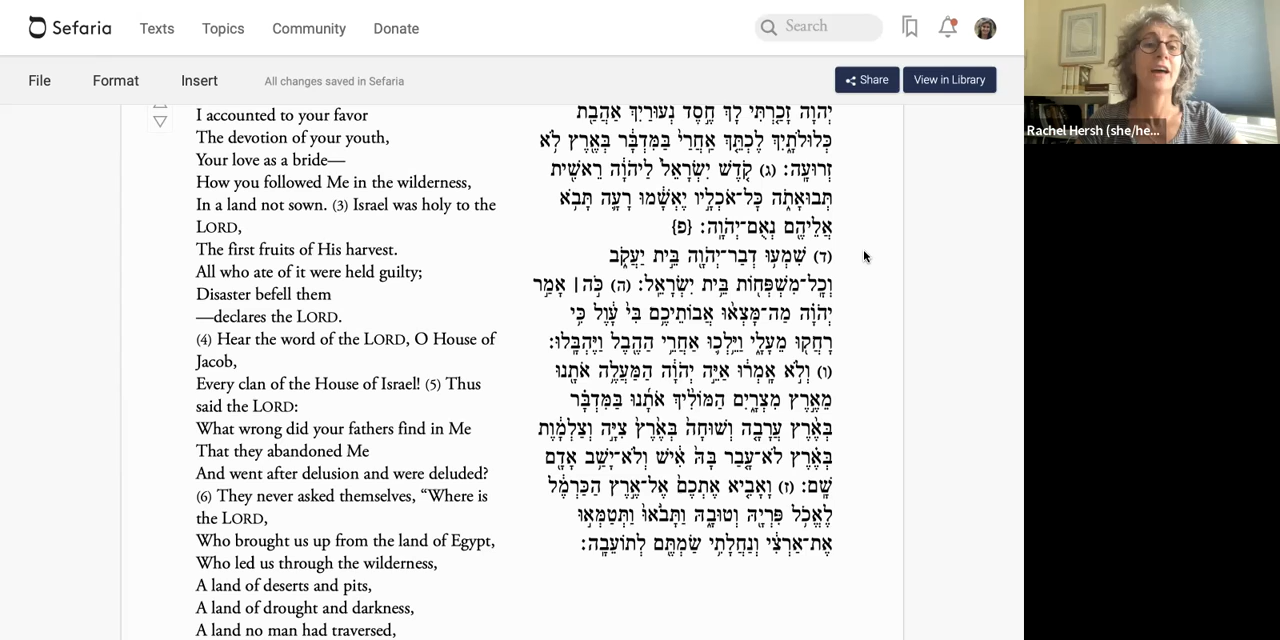 Sefaria
Texts
Topics
Community
Donate
Search
File
Format
Insert
All changes saved in Sefaria
Share
View in Library
I accounted to your favor
The devotion of your youth,
Your love as a bride—
How you followed Me in the wilderness,
In a land not sown. (3) Israel was holy to the
LORD,
The first fruits of His harvest.
All who ate of it were held guilty;
Disaster befell them
—declares the LORD.
(4) Hear the word of the LORD, O House of
Jacob,
Every clan of the House of Israel! (5) Thus
said the LORD:
What wrong did your fathers find in Me
That they abandoned Me
And went after delusion and were deluded?
(6) They never asked themselves, “Where is
the LORD,
Who brought us up from the land of Egypt,
Who led us through the wilderness,
A land of deserts and pits,
A land of drought and darkness,
A land no man had traversed,
יְהֹוָה זָכַ֤רְתִּי לָךְ֙ חֶ֣סֶד נְעוּרַ֔יִךְ אַהֲבַ֖ת
כְּלוּלֹתָ֑יִךְ לֶכְתֵּ֤ךְ אַֽחֲרַי֙ בַּמִּדְבָּ֔ר בְּאֶ֖רֶץ לֹ֥א
זְרוּעָֽה׃ (ג) קֹ֤דֶשׁ יִשְׂרָאֵל֙ לַיהֹוָ֔ה רֵאשִׁ֖ית
תְּבוּאָתֹ֑ה כׇּל־אֹכְלָ֣יו יֶאְשָׁ֔מוּ רָעָ֛ה תָּבֹ֥א
אֲלֵיהֶ֖ם נְאֻם־יְהֹוָֽה׃ {פ}
(ד) שִׁמְע֥וּ דְבַר־יְהֹוָ֖ה בֵּ֣ית יַעֲקֹ֑ב
וְכׇֽל־מִשְׁפְּח֖וֹת בֵּ֥ית יִשְׂרָאֵֽל׃ (ה) כֹּ֣ה ׀ אָמַ֣ר
יְהֹוָ֗ה מַה־מָּצְא֨וּ אֲבוֹתֵיכֶ֥ם בִּי֙ עָ֔וֶל כִּ֥י
רָחֲק֖וּ מֵעָלָ֑י וַיֵּֽלְכ֛וּ אַחֲרֵ֥י הַהֶ֖בֶל וַיֶּהְבָּֽלוּ׃
(ו) וְלֹ֣א אָמְר֔וּ אַיֵּ֣ה יְהֹוָ֔ה הַמַּעֲלֶ֥ה אֹתָ֖נוּ
מֵאֶ֣רֶץ מִצְרָ֑יִם הַמּוֹלִ֨יךְ אֹתָ֜נוּ בַּמִּדְבָּ֗ר
בְּאֶ֨רֶץ עֲרָבָ֤ה וְשׁוּחָה֙ בְּאֶ֙רֶץ֙ צִיָּ֣ה וְצַלְמָ֔וֶת
בְּאֶ֗רֶץ לֹא־עָ֤בַר בָּהּ֙ אִ֔ישׁ וְלֹא־יָשַׁ֥ב אָדָ֖ם
שָֽׁם׃ (ז) וָאָבִ֤יא אֶתְכֶם֙ אֶל־אֶ֣רֶץ הַכַּרְמֶ֔ל
לֶאֱכֹ֥ל פִּרְיָ֖הּ וְטוּבָ֑הּ וַתָּבֹ֙אוּ֙ וַתְּטַמְּא֣וּ
אֶת־אַרְצִ֔י וְנַחֲלָתִ֥י שַׂמְתֶּ֖ם לְתוֹעֵבָֽה׃
Rachel Hersh (she/he...